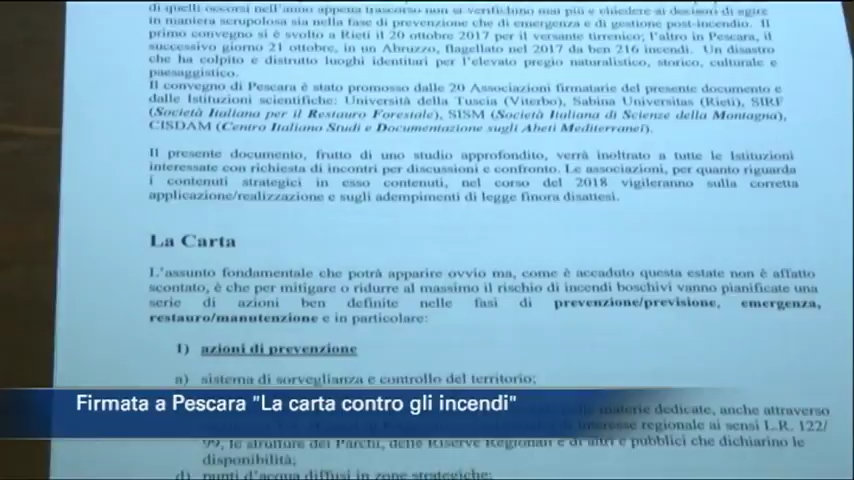 di quelli occorsi nell'anno appena trascorso non si verifichino mai più e chiedere ai decisori di agire
in maniera scrupolosa sia nella fase di prevenzione che di emergenza e di gestione post-incendio. Il
primo convegno si è svolto a Rieti il 20 ottobre 2017 per il versante tirrenico; l'altro in Pescara, il
successivo giorno 21 ottobre, in un Abruzzo, flagellato nel 2017 da ben 216 incendi. Un disastro
che ha colpito e distrutto luoghi identitari per l'elevato pregio naturalistico, storico, culturale e
paesaggistico.
Il convegno di Pescara è stato promosso dalle 20 Associazioni firmatarie del presente documento e
dalle Istituzioni scientifiche: Università della Tuscia (Viterbo), Sabina Universitas (Rieti), SIRF
(Società Italiana per il Restauro Forestale), SISM (Società Italiana di Scienze della Montagna),
CISDAM (Centro Italiano Studi e Documentazione sugli Abeti Mediterranei).
Il presente documento, frutto di uno studio approfondito, verrà inoltrato a tutte le Istituzioni
interessate con richiesta di incontri per discussioni e confronto. Le associazioni, per quanto riguarda
i contenuti strategici in esso contenuti, nel corso del 2018 vigileranno sulla corretta
applicazione/realizzazione e sugli adempimenti di legge finora disattesi.
La Carta
L'assunto fondamentale che potrà apparire ovvio ma, come è accaduto questa estate non è affatto
scontato, è che per mitigare o ridurre al massimo il rischio di incendi boschivi vanno pianificate una
serie di azioni ben definite nelle fasi di prevenzione/previsione, emergenza,
restauro/manutenzione e in particolare:
1) azioni di prevenzione
a) sistema di sorveglianza e controllo del territorio;
materie dedicate, anche attraverso
interesse regionale ai sensi L.R. 122/
99, le strutture dei Parchi, delle Riserve Regionali e di altri e pubblici che dichiarino le
disponibilità;
d) punti d'acqua diffusi in zone strategiche;
Firmata a Pescara "La carta contro gli incendi"